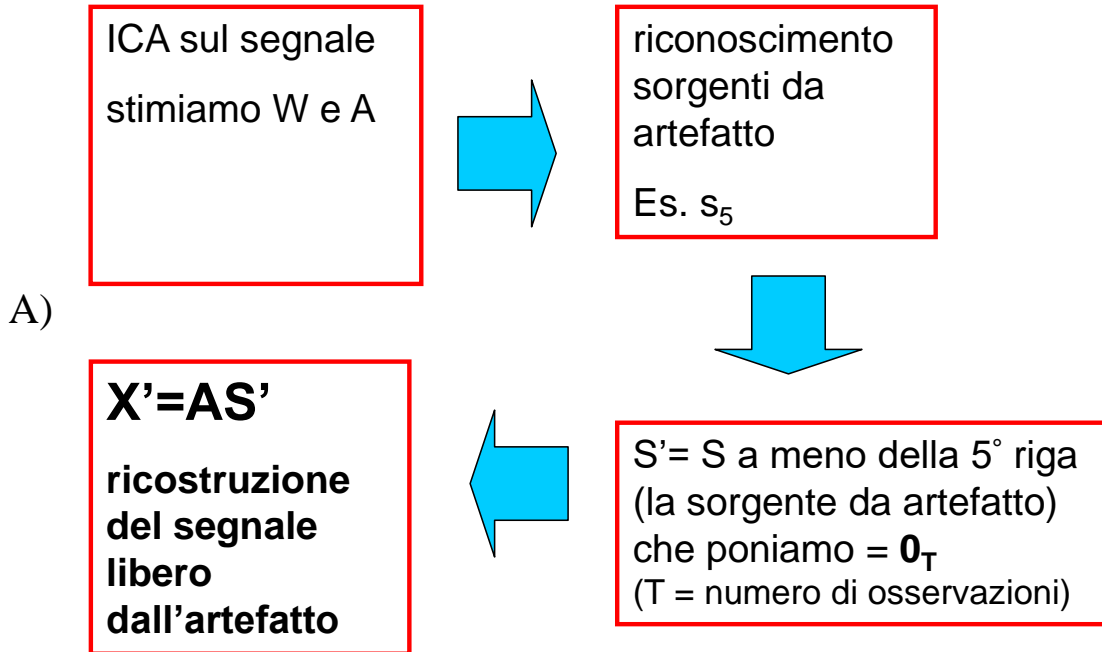 ICA sul segnale
stimiamo W e A
riconoscimento
sorgenti da
artefatto
Es. s₅
A)
S’= S a meno della 5° riga
(la sorgente da artefatto)
che poniamo = 0_T
(T = numero di osservazioni)
X’=AS’
ricostruzione
del segnale
libero
dall’artefatto